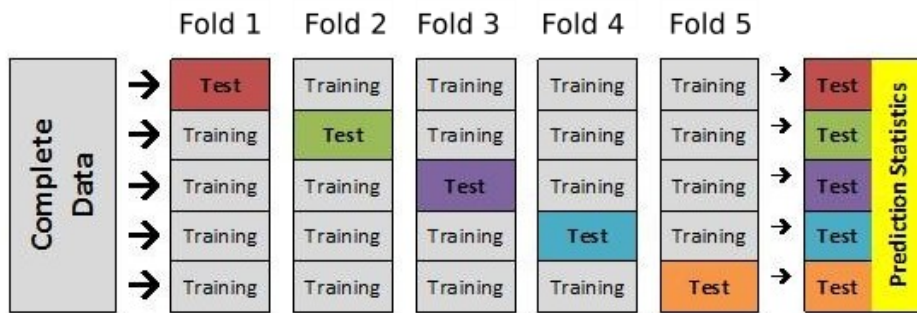 Fold 1 Fold 2 Fold 3 Fold 4 Fold 5
Complete
Data
Test Training Training Training Training Test
Training Test Training Training Training Test
Training Training Test Training Training Test
Training Training Training Test Training Test
Training Training Training Training Test Test
Prediction Statistics